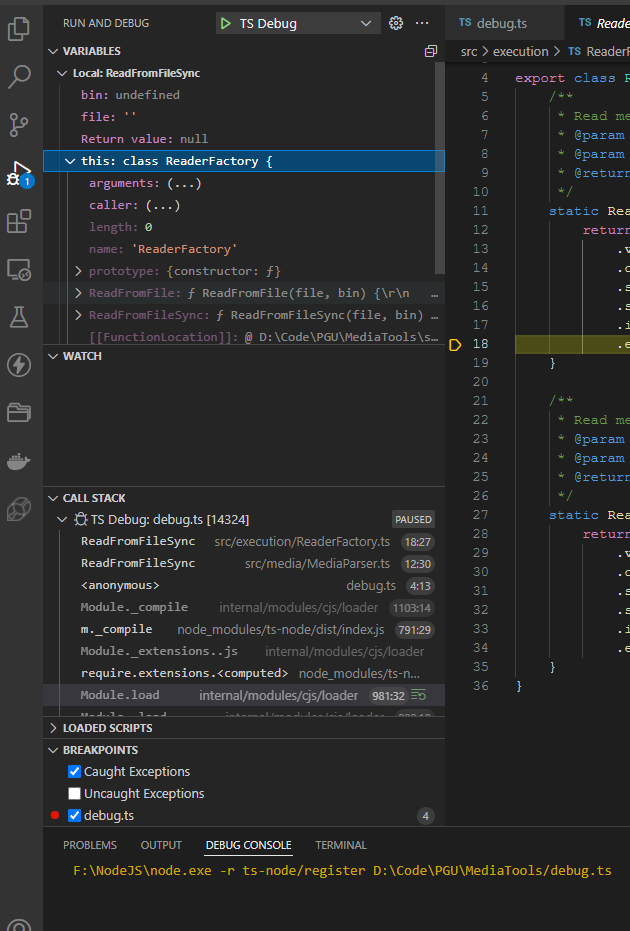 RUN AND DEBUG
TS Debug
VARIABLES
Local: ReadFromFileSync
bin: undefined
file: ''
Return value: null
this: class ReaderFactory {
arguments: (...)
caller: (...)
length: 0
name: 'ReaderFactory'
prototype: {constructor: ƒ}
ReadFromFile: ƒ ReadFromFile(file, bin) {\r\n …
ReadFromFileSync: ƒ ReadFromFileSync(file, bin) …
[[FunctionLocation]]: @ D:\Code\PGU\MediaTools\s…
1
WATCH
CALL STACK
TS Debug: debug.ts [14324] PAUSED
ReadFromFileSync src/execution/ReaderFactory.ts 18:27
ReadFromFileSync src/media/MediaParser.ts 12:30
<anonymous> debug.ts 4:13
Module._compile internal/modules/cjs/loader 1103:14
m._compile node_modules/ts-node/dist/index.js 791:29
Module._extensions..js internal/modules/cjs/loader
require.extensions.<computed> node_modules/ts-n...
Module.load internal/modules/cjs/loader 981:32
LOADED SCRIPTS
BREAKPOINTS
Caught Exceptions
Uncaught Exceptions
debug.ts 4
TS debug.ts TS Reade
src > execution > TS ReaderF
4 export class R
5 /**
6 * Read me
7 * @param
8 * @param
9 * @return
10 */
11 static Rea
12 return
13 .v
14 .c
15 .s
16 .s
17 .i
18 .e
19 }
20
21 /**
22 * Read me
23 * @param
24 * @param
25 * @return
26 */
27 static Rea
28 return
29 .v
30 .c
31 .s
32 .s
33 .i
34 .e
35 }
36 }
PROBLEMS OUTPUT DEBUG CONSOLE TERMINAL
F:\NodeJS\node.exe -r ts-node/register D:\Code\PGU\MediaTools/debug.ts